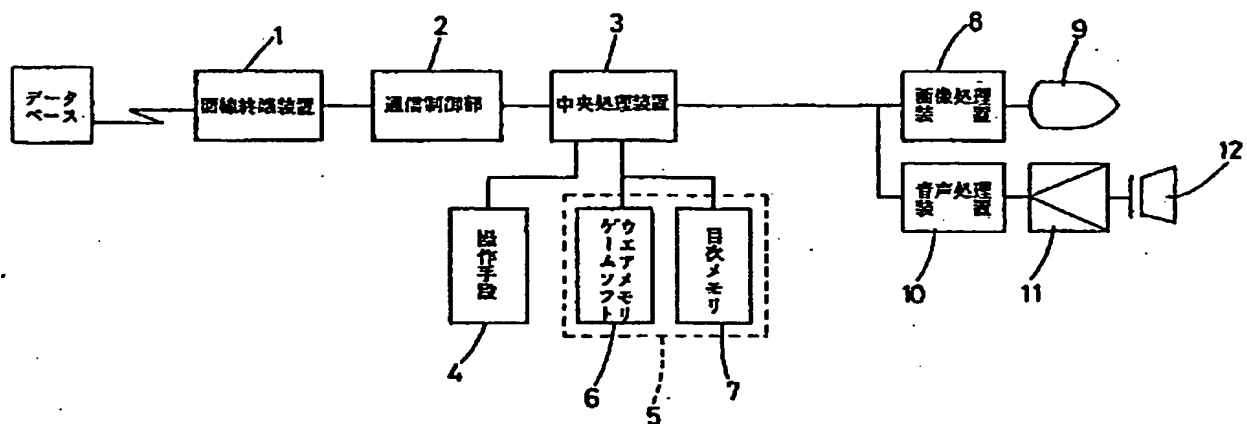 1
2
3
8
9
データ
ベース
回線終端装置
通信制御部
中央処理装置
画像処理
装置
12
音声処理
装置
10
11
操作手段
ゲームソフト
ウエアメモリ
目次メモリ
4
6
5
7